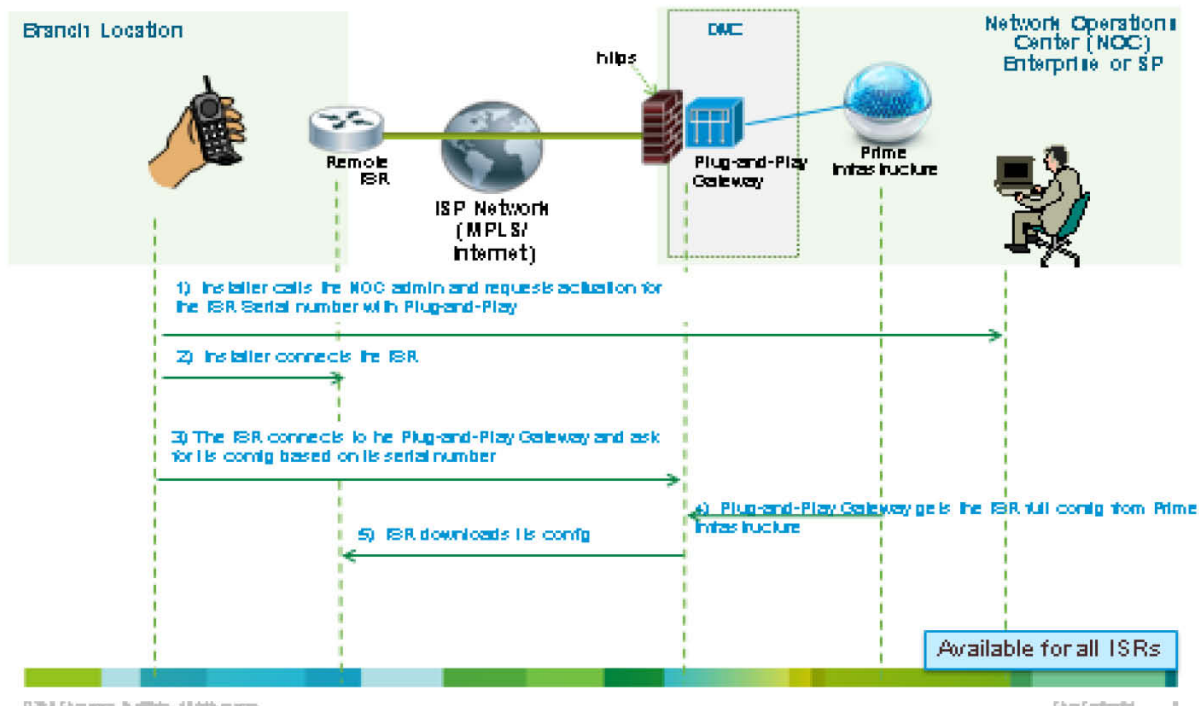 Branch Location
DMZ
Network Operations
Center (NOC)
Enterprise or SP
https
Remote
ISR
ISP Network
(MPLS/
Internet)
Plug-and-Play
Gateway
Prime
Infrastructure
1) Installer calls the NOC admin and requests activation for
the ISR Serial number with Plug-and-Play
2) Installer connects the ISR
3) The ISR connects to the Plug-and-Play Gateway and ask
for its config based on its serial number
4) Plug-and-Play Gateway gets the ISR full config from Prime
Infrastructure
5) ISR downloads its config
Available for all ISRs